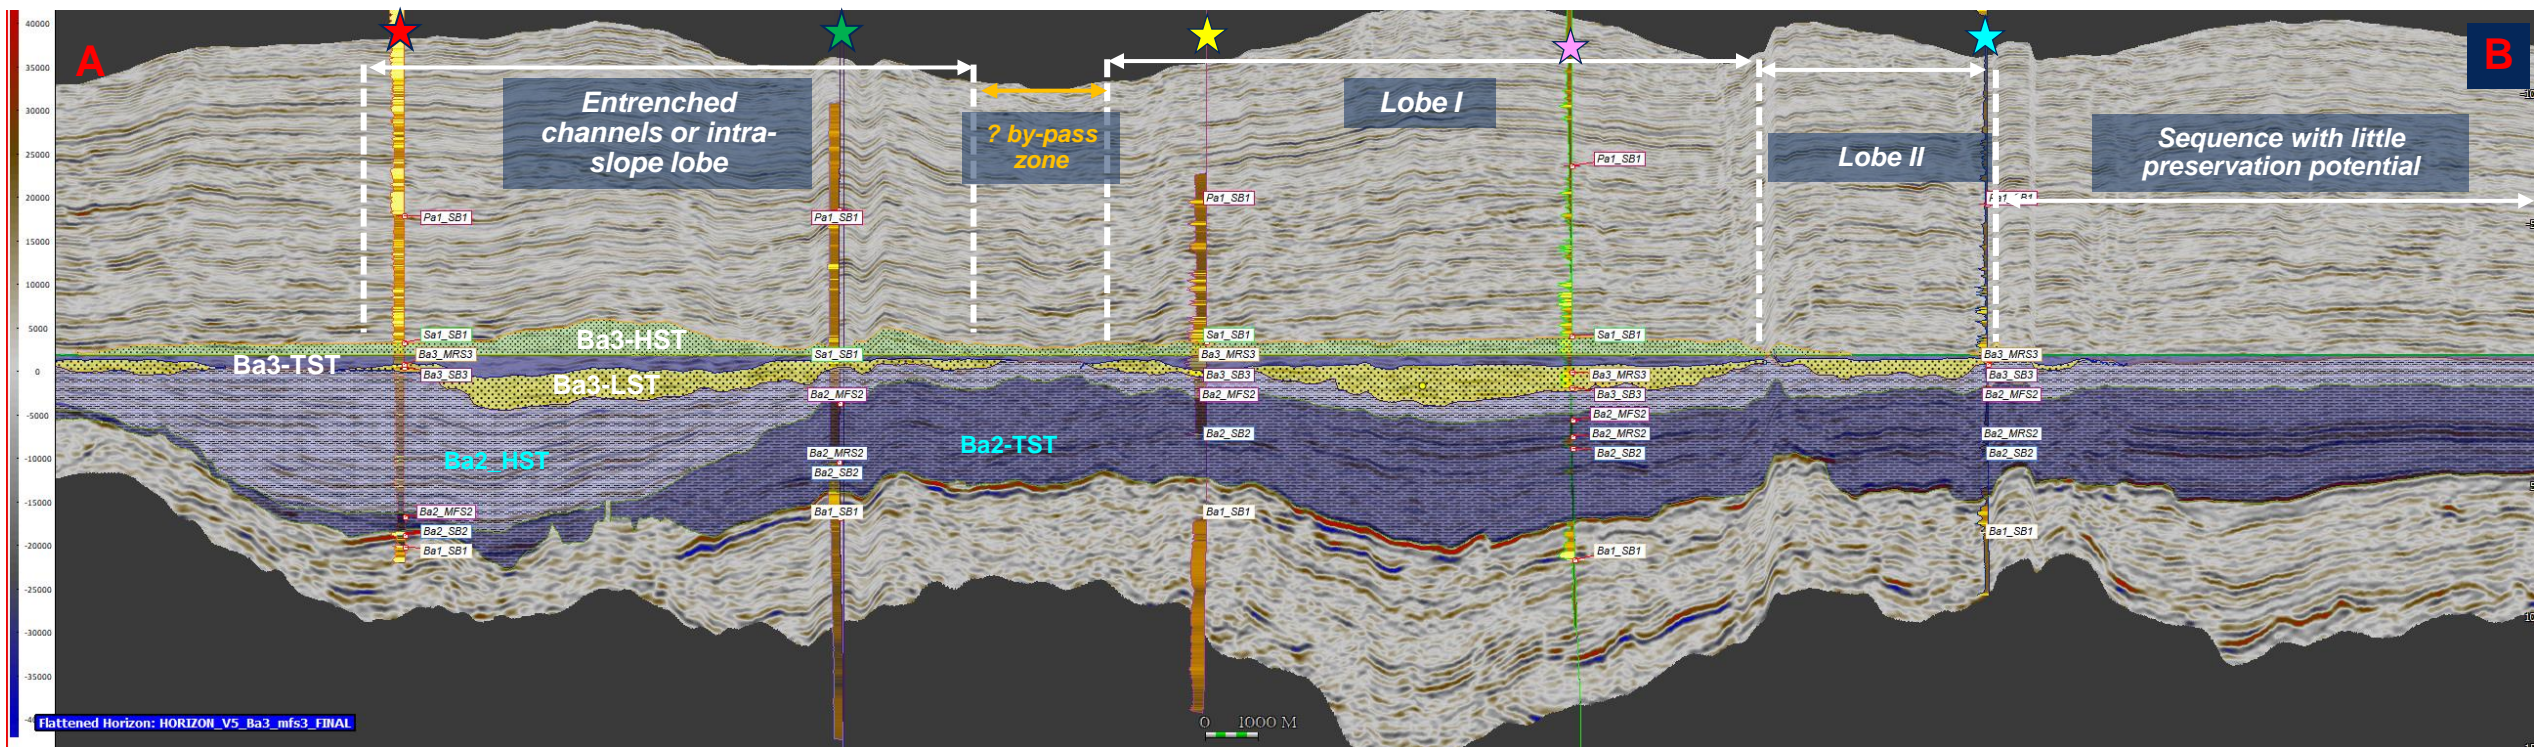 40000
35000
30000
25000
20000
15000
10000
5000
0
-5000
-10000
-15000
-20000
-25000
-30000
-35000
A
B
Entrenched
channels or intra-
slope lobe
? by-pass
zone
Lobe I
Lobe II
Sequence with little
preservation potential
Pa1_SB1
Sa1_SB1
Ba3_MRS3
Ba3_SB3
Ba2_MFS2
Ba2_SB2
Ba1_SB1
Pa1_SB1
Sa1_SB1
Ba2_MFS2
Ba2_MRS2
Ba2_SB2
Ba1_SB1
Pa1_SB1
Sa1_SB1
Ba3_MRS3
Ba3_SB3
Ba2_MFS2
Ba2_SB2
Ba1_SB1
Pa1_SB1
Sa1_SB1
Ba3_MRS3
Ba3_SB3
Ba2_MFS2
Ba2_MRS2
Ba2_SB2
Ba1_SB1
Pa1_SB1
Ba3_MRS3
Ba3_SB3
Ba2_MFS2
Ba2_MRS2
Ba2_SB2
Ba1_SB1
Ba3-HST
Ba3-TST
Ba3-LST
Ba2_HST
Ba2-TST
Flattened Horizon: HORIZON_V5_Ba3_mfs3_FINAL
0 1000 M